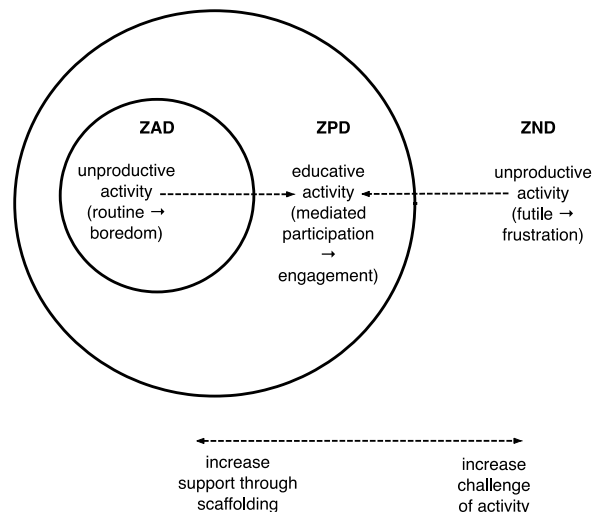 ZAD
unproductive
activity
(routine →
boredom)
ZPD
educative
activity
(mediated
participation
→
engagement)
ZND
unproductive
activity
(futile →
frustration)
increase
support through
scaffolding
increase
challenge
of activity